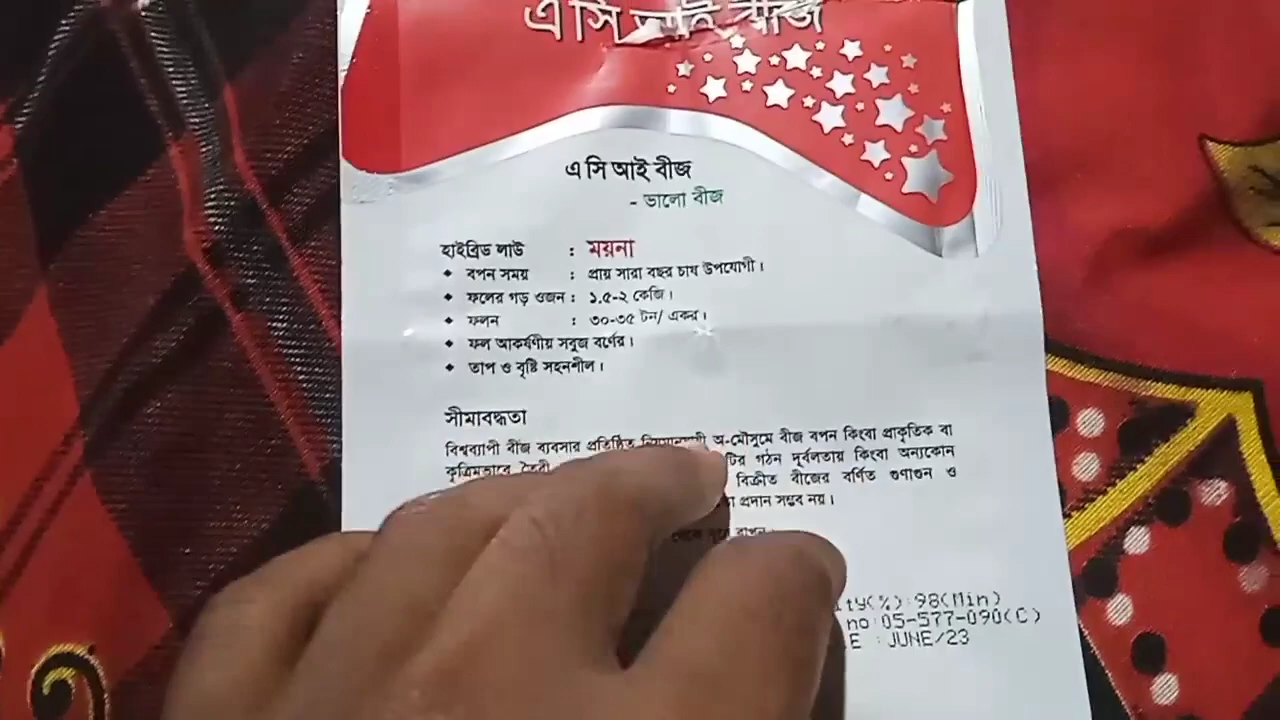 এ সি আই বীজ
এ সি আই বীজ
- ভালো বীজ
হাইব্রিড লাউ : ময়না
◆ বপন সময় : প্রায় সারা বছর চাষ উপযোগী।
◆ ফলের গড় ওজন : ১.৫-২ কেজি।
◆ ফলন : ৩০-৩৫ টন/ একর।
◆ ফল আকর্ষণীয় সবুজ বর্ণের।
◆ তাপ ও বৃষ্টি সহনশীল।
সীমাবদ্ধতা
বিশ্বব্যাপী বীজ ব্যবসার প্রতিষ্ঠিত অ-মৌসুমে বীজ বপন কিংবা প্রাকৃতিক বা
কৃত্রিমভাবে তৈরী গঠন দূর্বলতায় কিংবা অন্যকোন
বিক্রীত বীজের বর্ণিত গুণাগুন ও
প্রদান সম্ভব নয়।
98(Min)
no:05-577-090(C)
: JUNE/23